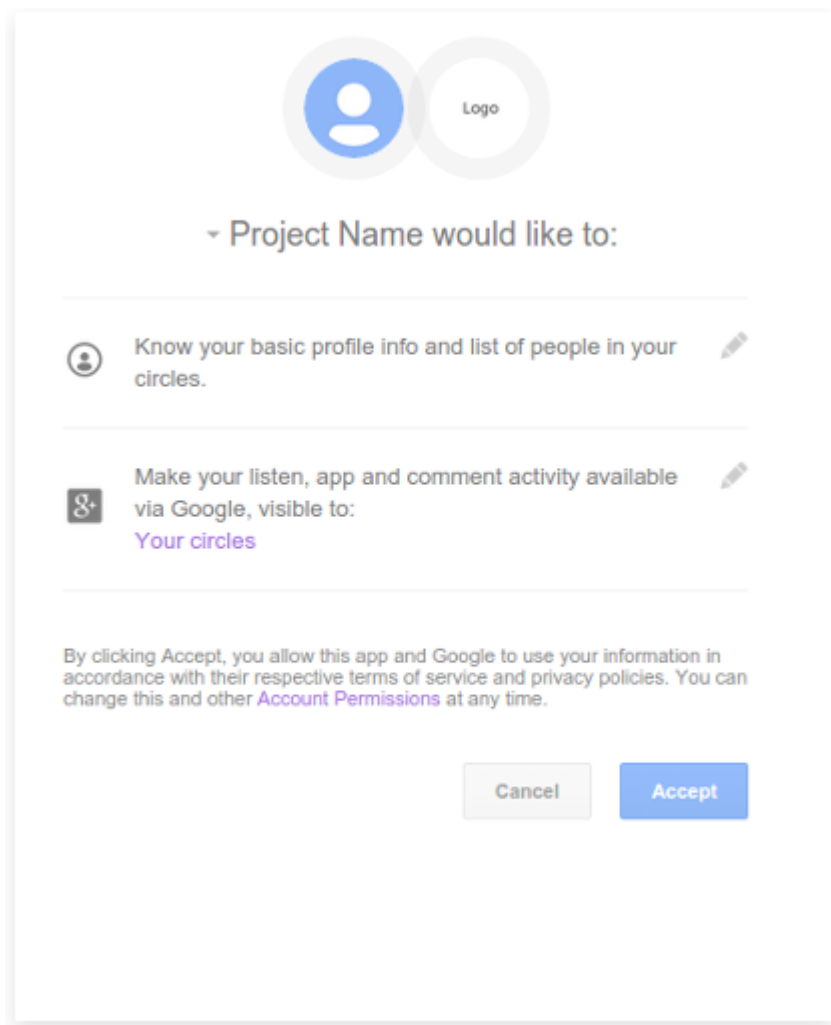 Logo
Project Name would like to:
Know your basic profile info and list of people in your
circles.
Make your listen, app and comment activity available
via Google, visible to:
Your circles
g+
By clicking Accept, you allow this app and Google to use your information in
accordance with their respective terms of service and privacy policies. You can
change this and other Account Permissions at any time.
Cancel
Accept